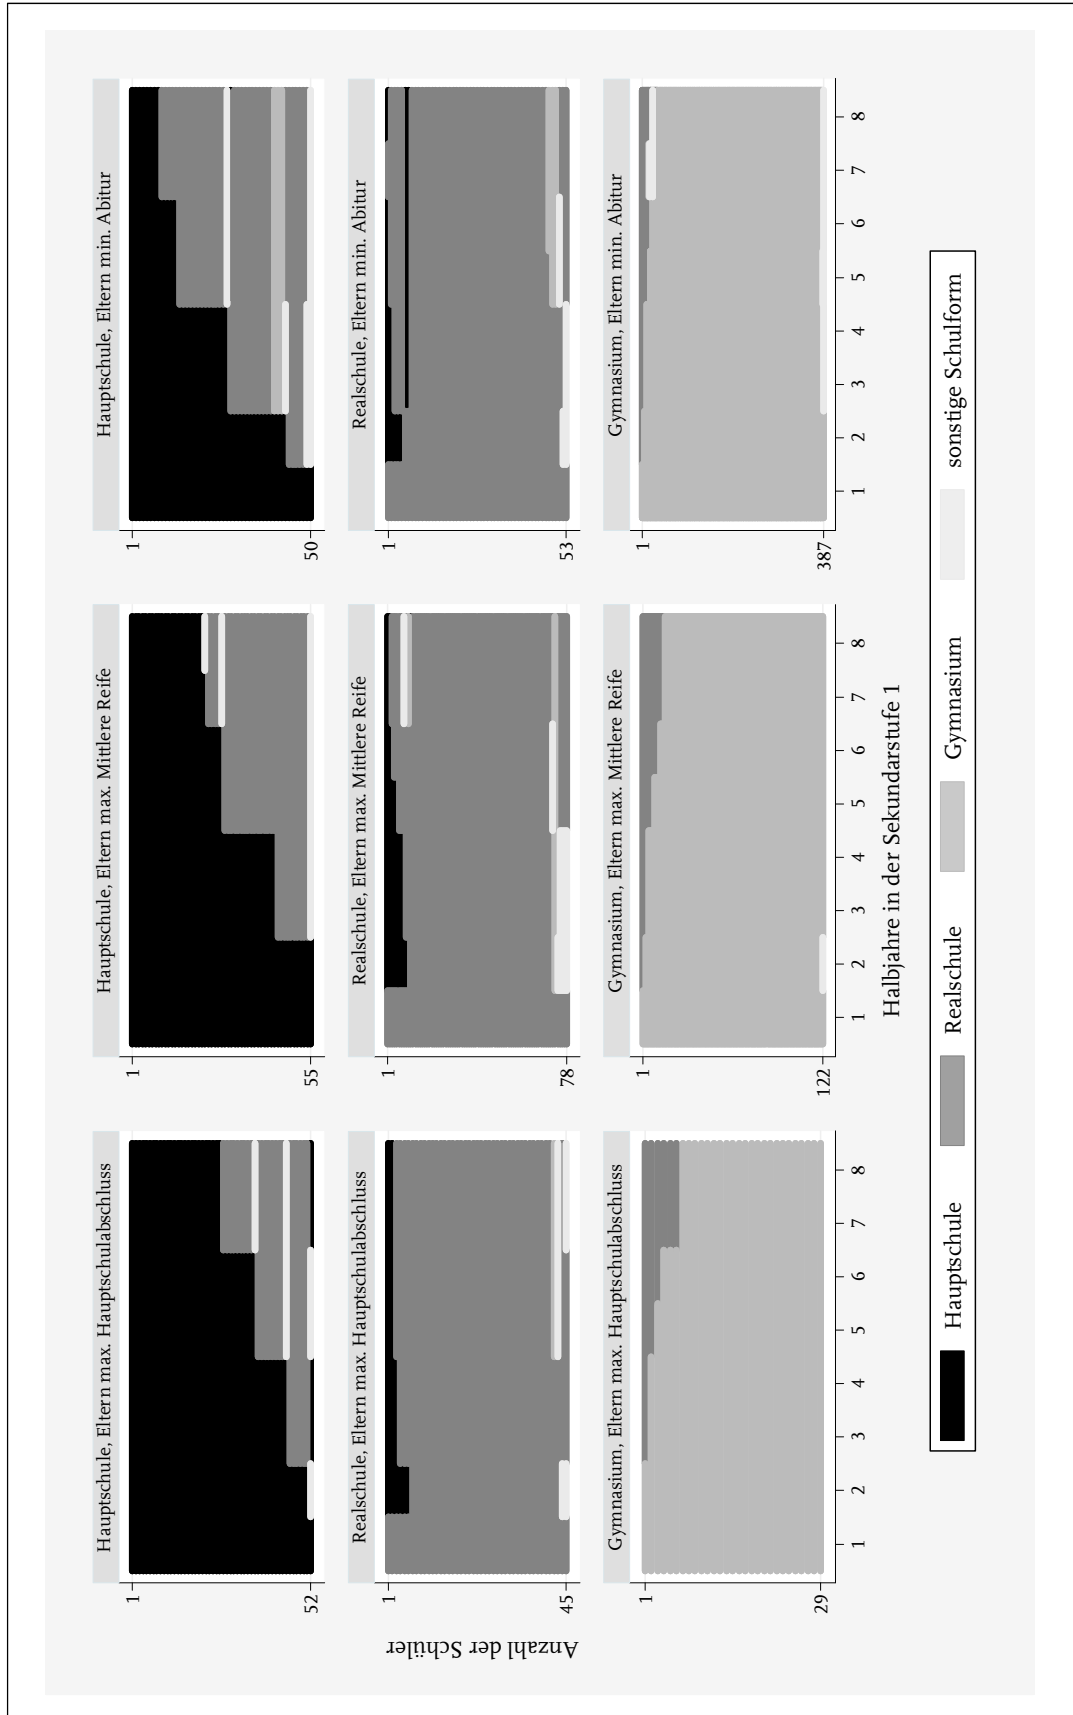 Hauptschule, Eltern max. Hauptschulabschluss
Hauptschule, Eltern max. Mittlere Reife
Hauptschule, Eltern min. Abitur
1
52
1
55
1
50
Realschule, Eltern max. Hauptschulabschluss
Realschule, Eltern max. Mittlere Reife
Realschule, Eltern min. Abitur
1
45
1
78
1
53
Gymnasium, Eltern max. Hauptschulabschluss
Gymnasium, Eltern max. Mittlere Reife
Gymnasium, Eltern min. Abitur
1
29
1
122
1
387
1 2 3 4 5 6 7 8
1 2 3 4 5 6 7 8
1 2 3 4 5 6 7 8
Anzahl der Schüler
Halbjahre in der Sekundarstufe 1
Hauptschule Realschule Gymnasium sonstige Schulform